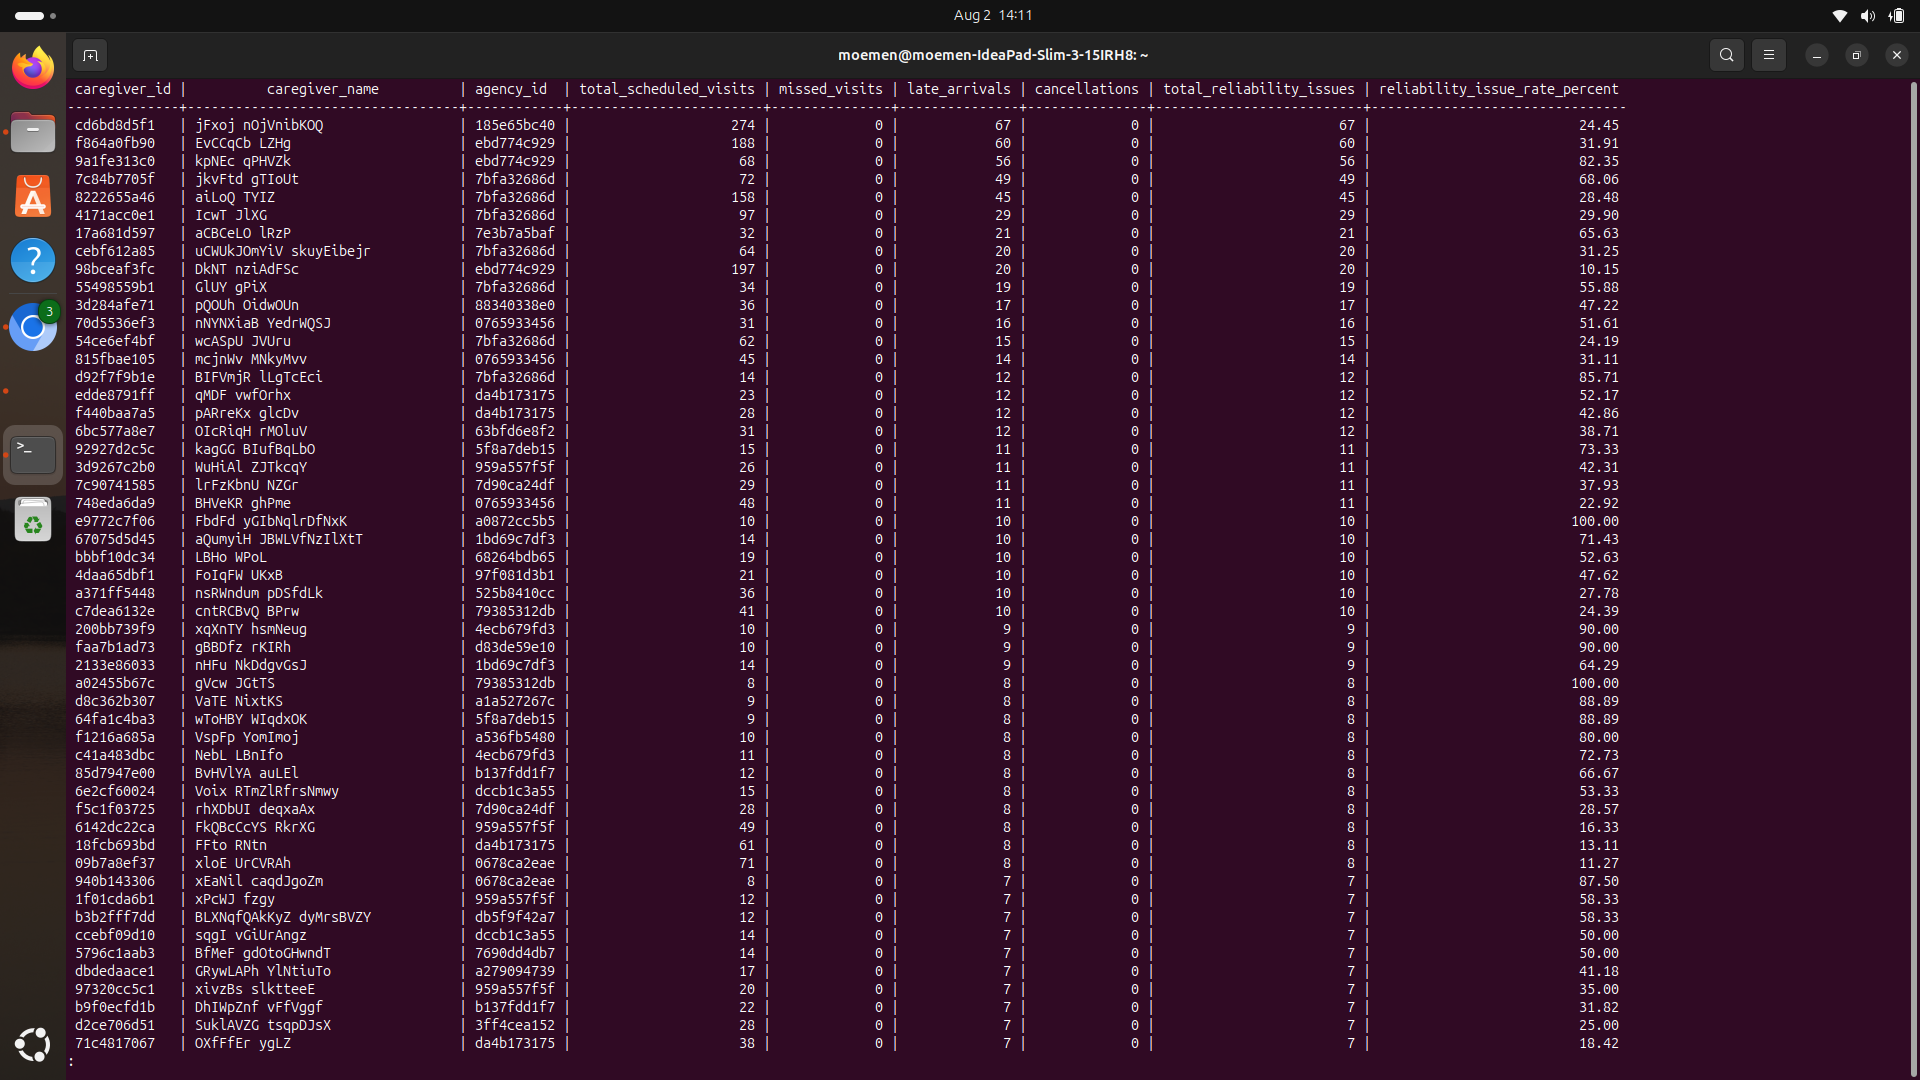 Aug 2 14:11
moemen@moemen-IdeaPad-Slim-3-15IRH8: ~
caregiver_id | caregiver_name | agency_id | total_scheduled_visits | missed_visits | late_arrivals | cancellations | total_reliability_issues | reliability_issue_rate_percent
cd6bd8d5f1 | jFxoj nOjVnibKOQ | 185e65bc40 | 274 | 0 | 67 | 0 | 67 | 24.45
f864a0fb90 | EvCCqCb LZHg | ebd774c929 | 188 | 0 | 60 | 0 | 60 | 31.91
9a1fe313c0 | kpNEc qPHVZk | ebd774c929 | 68 | 0 | 56 | 0 | 56 | 82.35
7c84b7705f | jkvFtd gTIoUt | 7bfa32686d | 72 | 0 | 49 | 0 | 49 | 68.06
8222655a46 | aiLoQ TYIZ | 7bfa32686d | 158 | 0 | 45 | 0 | 45 | 28.48
4171acc0e1 | IcwT JlXG | 7bfa32686d | 97 | 0 | 29 | 0 | 29 | 29.90
17a681d597 | aCBCeLO lRzP | 7e3b7a5baf | 32 | 0 | 21 | 0 | 21 | 65.63
cebf612a85 | uCWUkJOmYiV skuyEibejr | 7bfa32686d | 64 | 0 | 20 | 0 | 20 | 31.25
98bceaf3fc | DkNT nziAdFSc | ebd774c929 | 197 | 0 | 20 | 0 | 20 | 10.15
55498559b1 | GlUY gPiX | 7bfa32686d | 34 | 0 | 19 | 0 | 19 | 55.88
3d284afe71 | pQOUh OidwOUn | 88340338e0 | 36 | 0 | 17 | 0 | 17 | 47.22
70d5536ef3 | nNYNXiaB YedrWQSJ | 0765933456 | 31 | 0 | 16 | 0 | 16 | 51.61
54ce6ef4bf | wcASpU JVUru | 7bfa32686d | 62 | 0 | 15 | 0 | 15 | 24.19
815fbae105 | mcjnWv MNkyMvv | 0765933456 | 45 | 0 | 14 | 0 | 14 | 31.11
d92f7f9b1e | BIFVmjR lLgTcEci | 7bfa32686d | 14 | 0 | 12 | 0 | 12 | 85.71
edde8791ff | qMDF vwfOrhx | da4b173175 | 23 | 0 | 12 | 0 | 12 | 52.17
f440baa7a5 | pARreKx glcDv | da4b173175 | 28 | 0 | 12 | 0 | 12 | 42.86
6bc577a8e7 | OIcRiqH rMOluV | 63bfd6e8f2 | 31 | 0 | 12 | 0 | 12 | 38.71
92927d2c5c | kagGG BIufBqLbO | 5f8a7deb15 | 15 | 0 | 11 | 0 | 11 | 73.33
3d9267c2b0 | WuHiAl ZJTkcqY | 959a557f5f | 26 | 0 | 11 | 0 | 11 | 42.31
7c90741585 | lrFzKbnU NZGr | 7d90ca24df | 29 | 0 | 11 | 0 | 11 | 37.93
748eda6da9 | BHVeKR ghPme | 0765933456 | 48 | 0 | 11 | 0 | 11 | 22.92
e9772c7f06 | FbdFd yGIbNqlrDfNxK | a0872cc5b5 | 10 | 0 | 10 | 0 | 10 | 100.00
67075d5d45 | aQumyiH JBWLVfNzIlXtT | 1bd69c7df3 | 14 | 0 | 10 | 0 | 10 | 71.43
bbbf10dc34 | LBHo WPoL | 68264bdb65 | 19 | 0 | 10 | 0 | 10 | 52.63
4daa65dbf1 | FoIqFW UKxB | 97f081d3b1 | 21 | 0 | 10 | 0 | 10 | 47.62
a371ff5448 | nsRWndum pDSfdLk | 525b8410cc | 36 | 0 | 10 | 0 | 10 | 27.78
c7dea6132e | cntRCBvQ BPrw | 79385312db | 41 | 0 | 10 | 0 | 10 | 24.39
200bb739f9 | xqXnTY hsmNeug | 4ecb679fd3 | 10 | 0 | 9 | 0 | 9 | 90.00
faa7b1ad73 | gBBDfz rKIRh | d83de59e10 | 10 | 0 | 9 | 0 | 9 | 90.00
2133e86033 | nHFu NkDdgvGsJ | 1bd69c7df3 | 14 | 0 | 9 | 0 | 9 | 64.29
a02455b67c | gVcw JGtTS | 79385312db | 8 | 0 | 8 | 0 | 8 | 100.00
d8c362b307 | VaTE NixtKS | a1a527267c | 9 | 0 | 8 | 0 | 8 | 88.89
64fa1c4ba3 | wToHBY WIqdxOK | 5f8a7deb15 | 9 | 0 | 8 | 0 | 8 | 88.89
f1216a685a | VspFp YomImoj | a536fb5480 | 10 | 0 | 8 | 0 | 8 | 80.00
c41a483dbc | NebL LBnIfo | 4ecb679fd3 | 11 | 0 | 8 | 0 | 8 | 72.73
85d7947e00 | BvHVlYA auLEl | b137fdd1f7 | 12 | 0 | 8 | 0 | 8 | 66.67
6e2cf60024 | Voix RTmZlRfrsNmwy | dccb1c3a55 | 15 | 0 | 8 | 0 | 8 | 53.33
f5c1f03725 | rhXDbUI deqxaAx | 7d90ca24df | 28 | 0 | 8 | 0 | 8 | 28.57
6142dc22ca | FkQBcCcYS RkrXG | 959a557f5f | 49 | 0 | 8 | 0 | 8 | 16.33
18fcb693bd | FFto RNtn | da4b173175 | 61 | 0 | 8 | 0 | 8 | 13.11
09b7a8ef37 | xloE UrCVRAh | 0678ca2eae | 71 | 0 | 8 | 0 | 8 | 11.27
940b143306 | xEaNil caqdJgoZm | 0678ca2eae | 8 | 0 | 7 | 0 | 7 | 87.50
1f01cda6b1 | xPcWJ fzgy | 959a557f5f | 12 | 0 | 7 | 0 | 7 | 58.33
b3b2fff7dd | BLXNqfQAkKyZ dyMrsBVZY | db5f9f42a7 | 12 | 0 | 7 | 0 | 7 | 58.33
ccebf09d10 | sqgI vGiUrAngz | dccb1c3a55 | 14 | 0 | 7 | 0 | 7 | 50.00
5796c1aab3 | BfMeF gdOtoGHwndT | 7690dd4db7 | 14 | 0 | 7 | 0 | 7 | 50.00
dbdedaace1 | GRywLAPh YlNtiuTo | a279094739 | 17 | 0 | 7 | 0 | 7 | 41.18
97320cc5c1 | xivzBs slktteeE | 959a557f5f | 20 | 0 | 7 | 0 | 7 | 35.00
b9f0ecfd1b | DhIWpZnf vFfVggf | b137fdd1f7 | 22 | 0 | 7 | 0 | 7 | 31.82
d2ce706d51 | SuklAVZG tsqpDJsX | 3ff4cea152 | 28 | 0 | 7 | 0 | 7 | 25.00
71c4817067 | OXfFfEr ygLZ | da4b173175 | 38 | 0 | 7 | 0 | 7 | 18.42
:
3